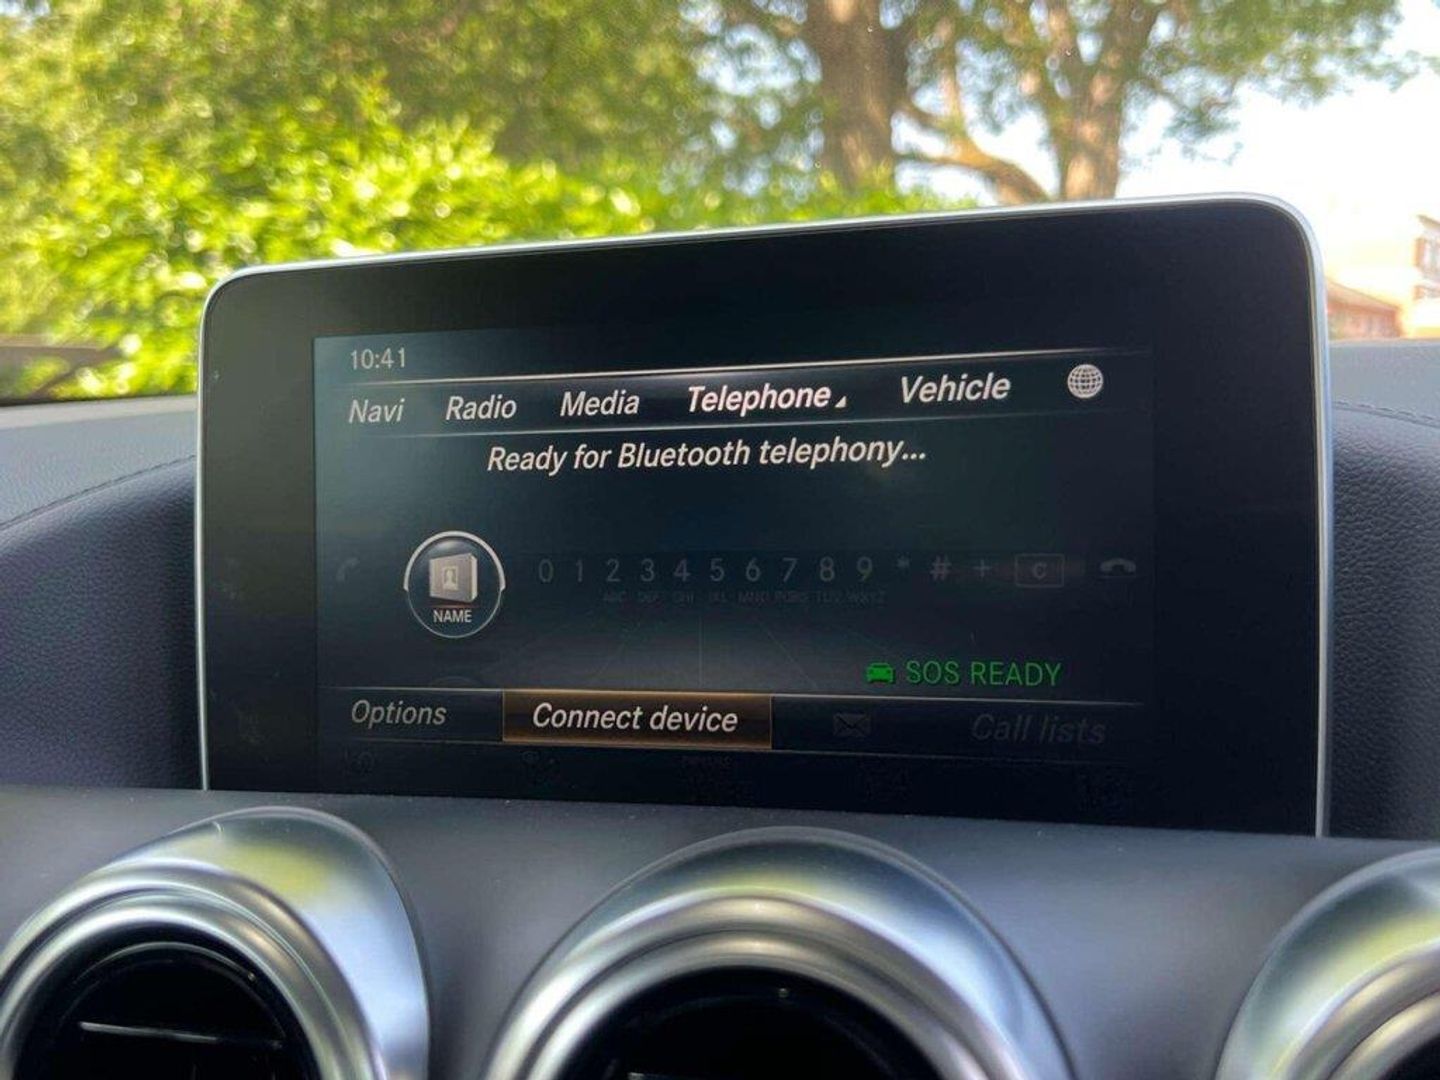 10:41
Navi Radio Media Telephone Vehicle
Ready for Bluetooth telephony...
0 1 2 3 4 5 6 7 8 9 * # + C
NAME
SOS READY
Options Connect device Call lists